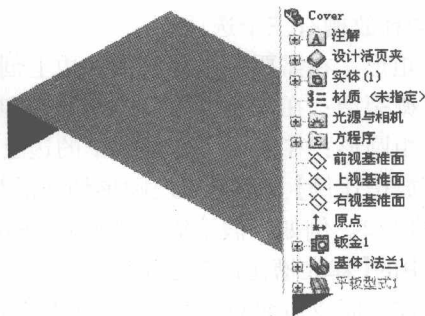 Cover
注解
设计活页夹
实体(1)
材质 <未指定>
光源与相机
方程序
前视基准面
上视基准面
右视基准面
原点
钣金1
基体-法兰1
平板型式1